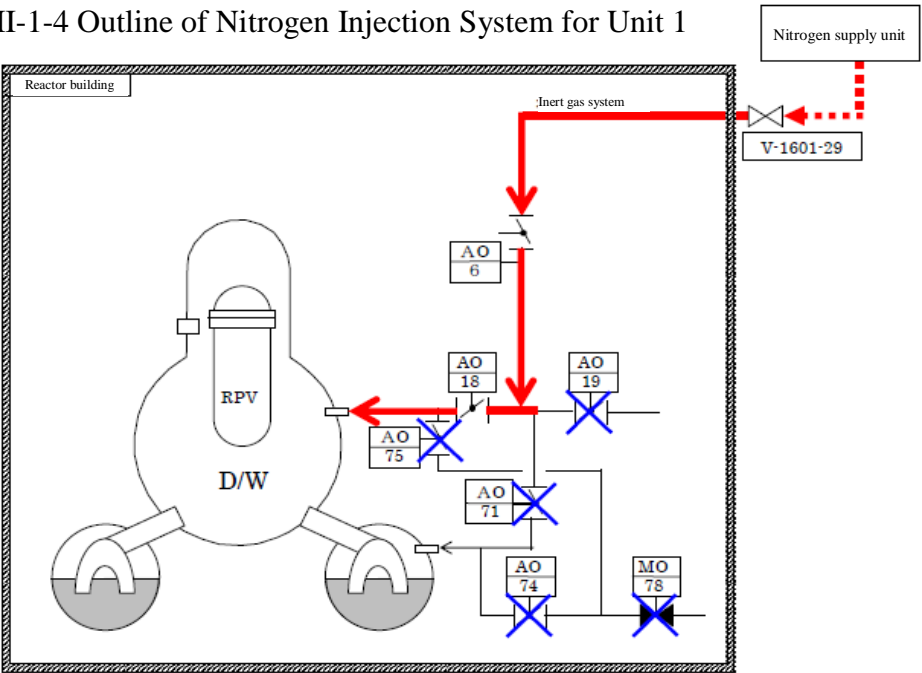 II-1-4 Outline of Nitrogen Injection System for Unit 1
Nitrogen supply unit
Reactor building
Inert gas system
V-1601-29
AO
6
AO
18
AO
19
RPV
AO
75
D/W
AO
71
AO
74
MO
78